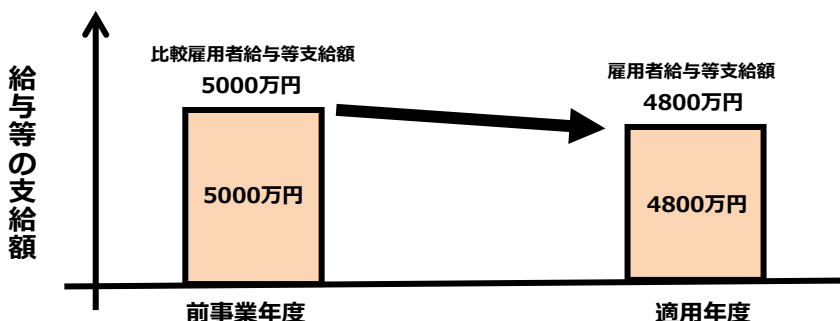 給与等の支給額
比較雇用者給与等支給額
5000万円
雇用者給与等支給額
4800万円
5000万円
4800万円
前事業年度
適用年度